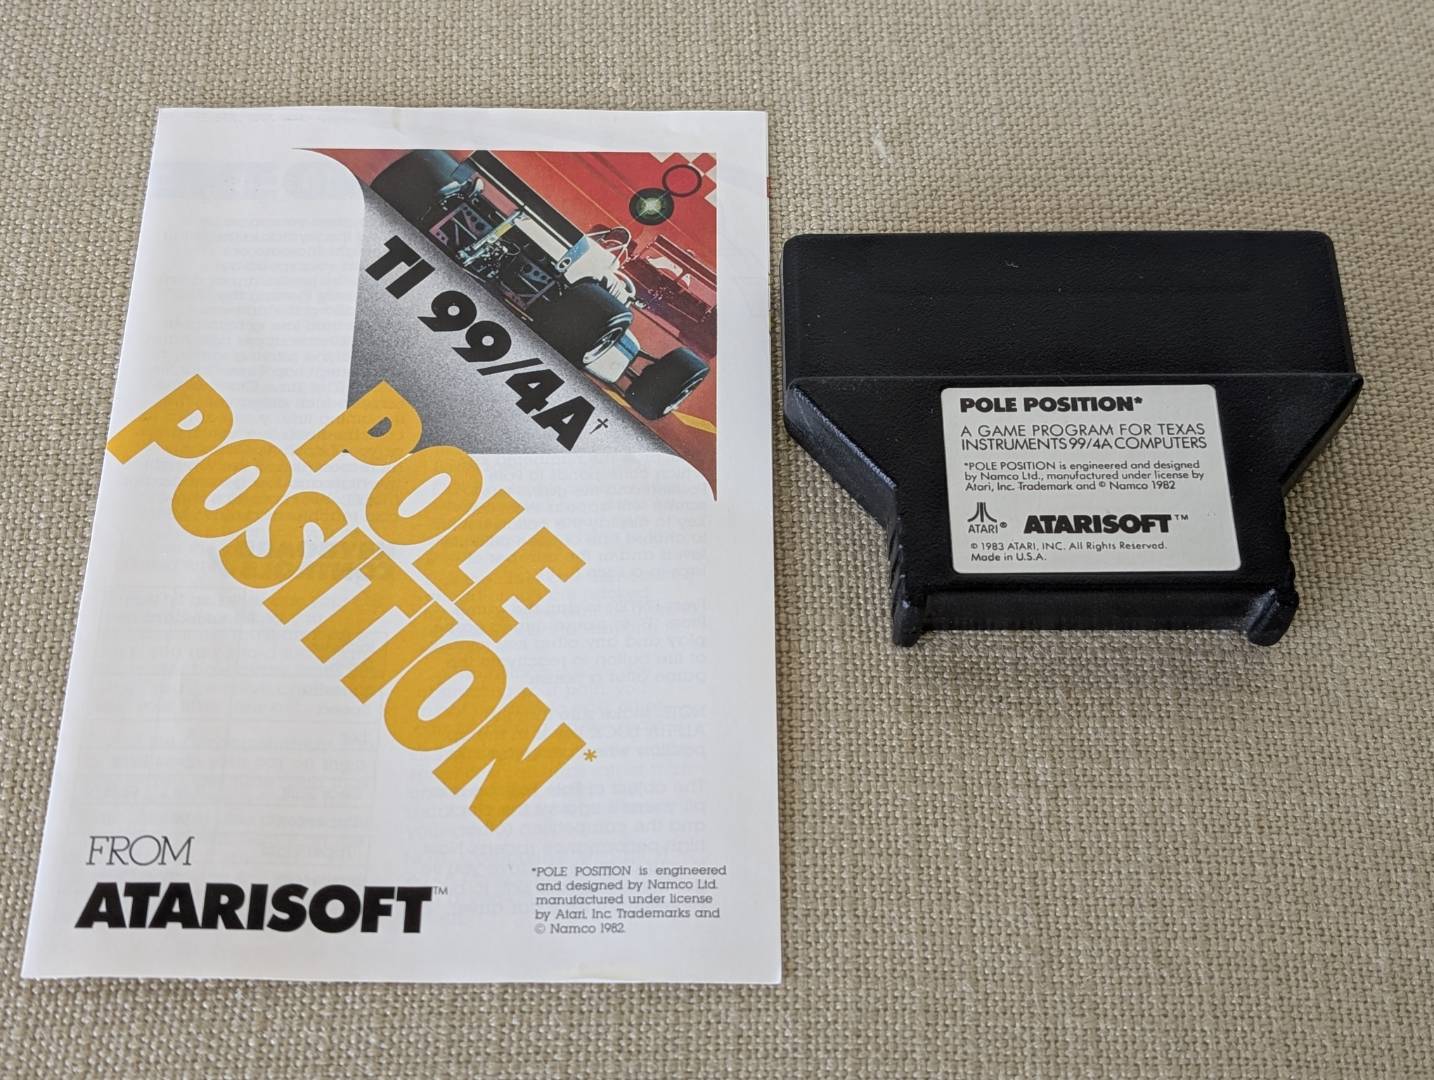 TI 99/4A†
POLE
POSITION*
FROM
ATARISOFT™
*POLE POSITION is engineered
and designed by Namco Ltd.
manufactured under license
by Atari, Inc. Trademarks and
© Namco 1982.
POLE POSITION*
A GAME PROGRAM FOR TEXAS
INSTRUMENTS 99/4A COMPUTERS
*POLE POSITION is engineered and designed
by Namco Ltd., manufactured under license by
Atari, Inc. Trademark and © Namco 1982
ATARI® ATARISOFT™
© 1983 ATARI, INC. All Rights Reserved.
Made in U.S.A.